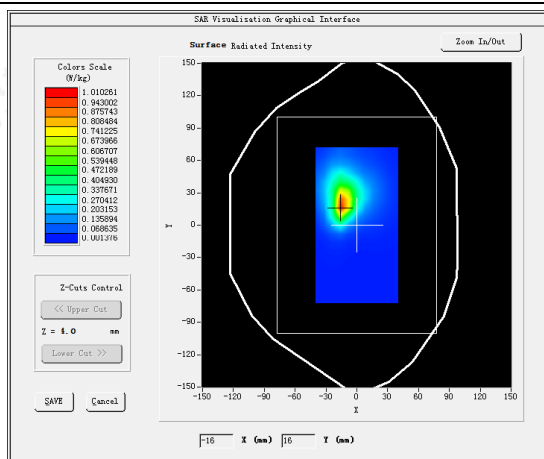 SAR Visualisation Graphical Interface
Surface Radiated Intensity
Zoom In/Out
Colors Scale
(W/kg)
1.010261
0.943002
0.875743
0.808484
0.741225
0.673966
0.606707
0.539448
0.472189
0.404930
0.337671
0.270412
0.203153
0.135894
0.068635
0.001376
Z-Cuts Control
<< Upper Cut
Z = 4.0 mm
Lower Cut >>
SAVE
Cancel
150
120
90
60
30
0
-30
-60
-90
-120
-150
Y
-150 -120 -90 -60 -30 0 30 60 90 120 150
X
-16 X (mm) 16 Y (mm)